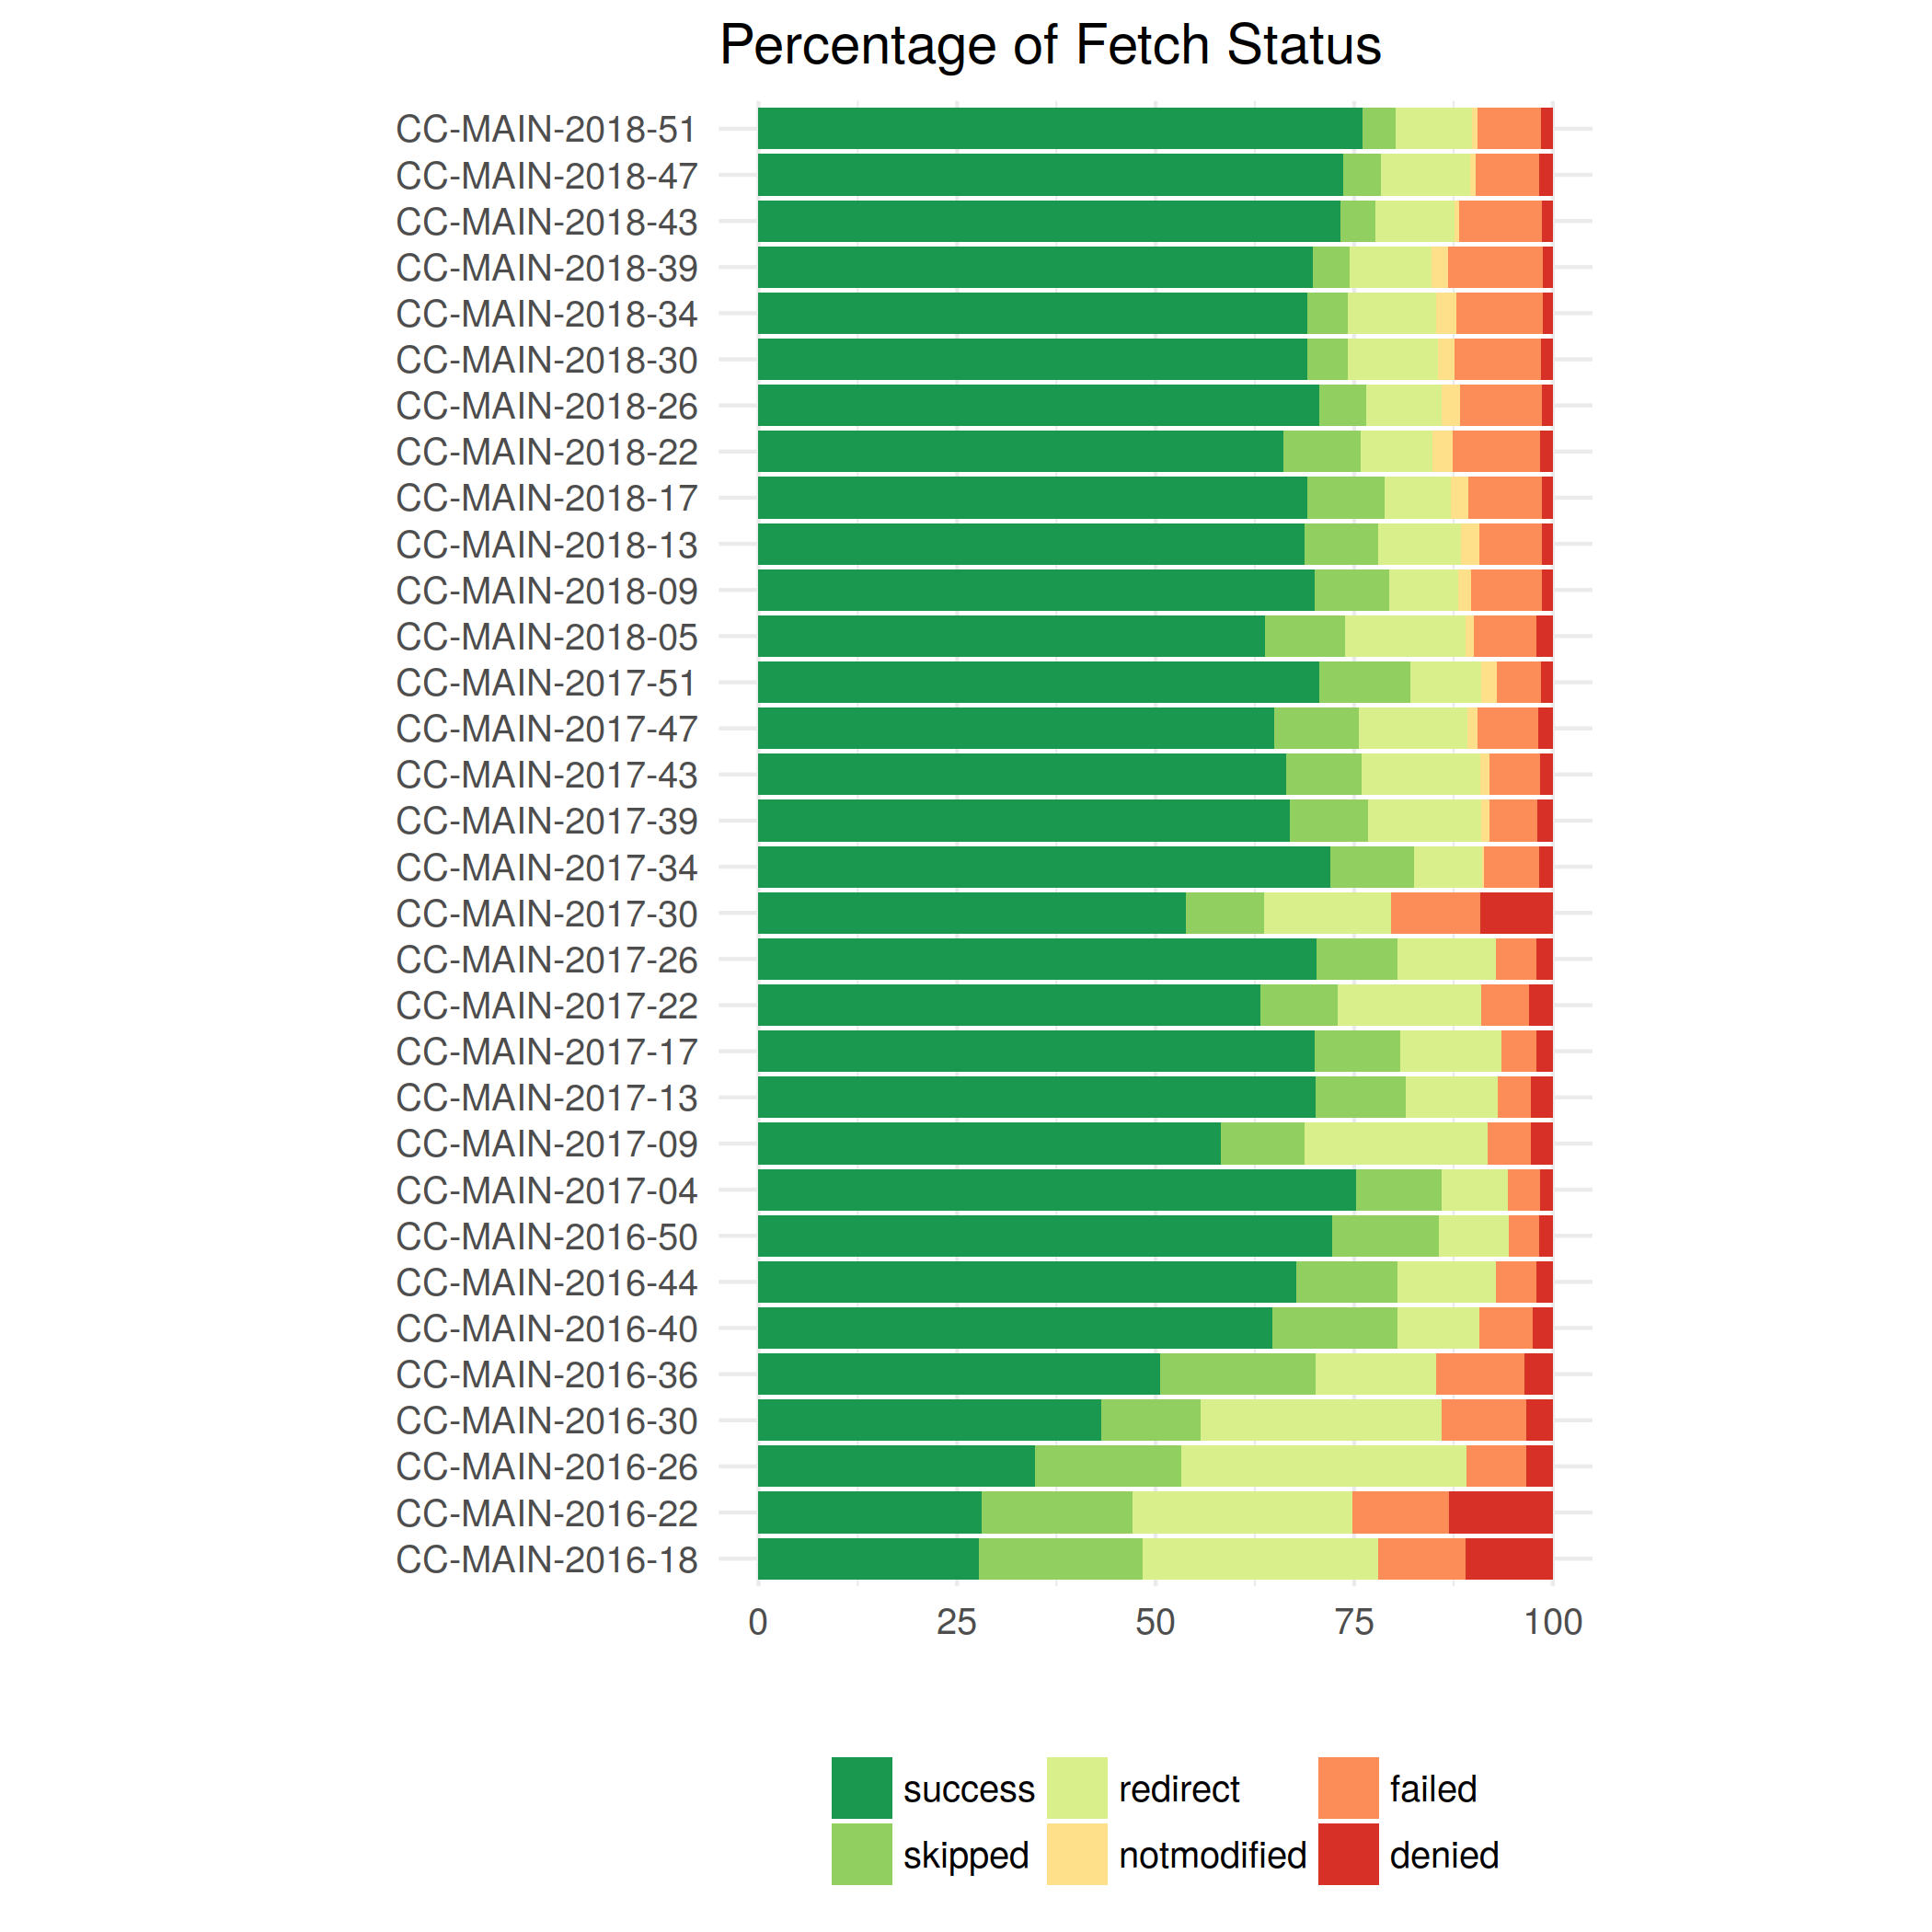 Percentage of Fetch Status
CC-MAIN-2018-51
CC-MAIN-2018-47
CC-MAIN-2018-43
CC-MAIN-2018-39
CC-MAIN-2018-34
CC-MAIN-2018-30
CC-MAIN-2018-26
CC-MAIN-2018-22
CC-MAIN-2018-17
CC-MAIN-2018-13
CC-MAIN-2018-09
CC-MAIN-2018-05
CC-MAIN-2017-51
CC-MAIN-2017-47
CC-MAIN-2017-43
CC-MAIN-2017-39
CC-MAIN-2017-34
CC-MAIN-2017-30
CC-MAIN-2017-26
CC-MAIN-2017-22
CC-MAIN-2017-17
CC-MAIN-2017-13
CC-MAIN-2017-09
CC-MAIN-2017-04
CC-MAIN-2016-50
CC-MAIN-2016-44
CC-MAIN-2016-40
CC-MAIN-2016-36
CC-MAIN-2016-30
CC-MAIN-2016-26
CC-MAIN-2016-22
CC-MAIN-2016-18
0 25 50 75 100
success redirect failed
skipped notmodified denied